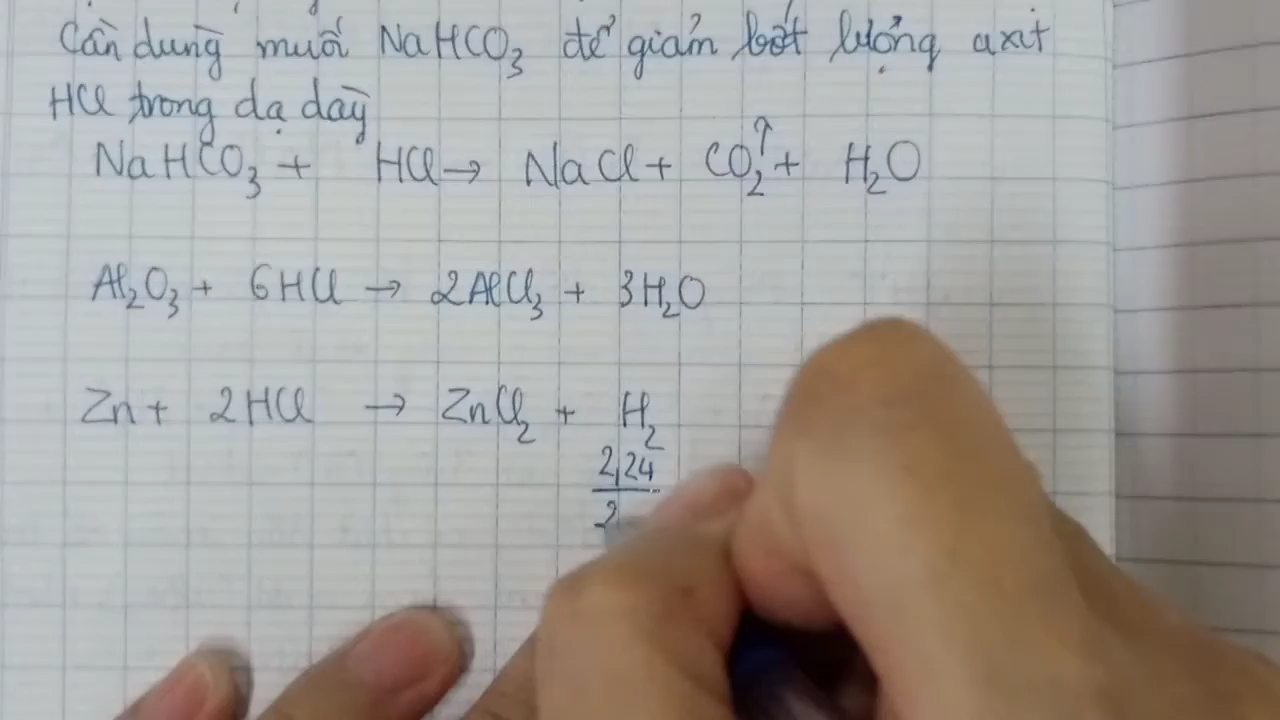 Cần dùng muối NaHCO₃ để giảm bớt lượng axit
HCl trong dạ dày
NaHCO₃ + HCl → NaCl + CO₂↑ + H₂O
Al₂O₃ + 6HCl → 2AlCl₃ + 3H₂O
Zn + 2HCl → ZnCl₂ + H₂
2,24
2